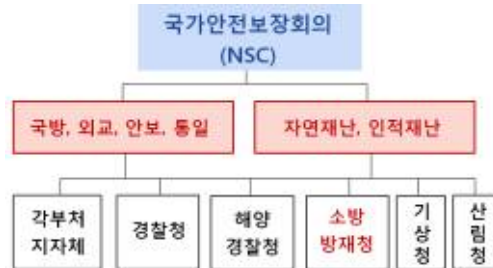 국가안전보장회의
(NSC)
국방, 외교, 안보, 통일
자연재난, 인적재난
각부처
지자체
경찰청
해양
경찰청
소방
방재청
기
상
청
산
림
청